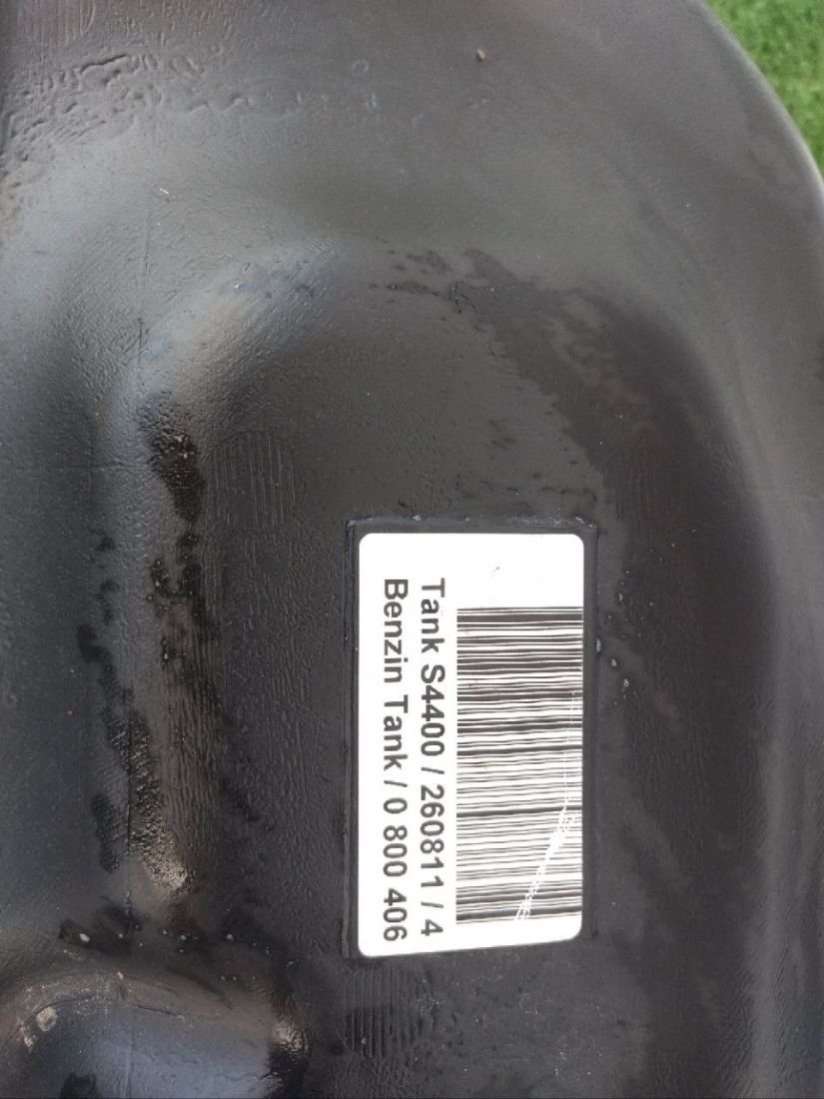 Tank S4400 / 260811 / 4
Benzin Tank / 0 800 406